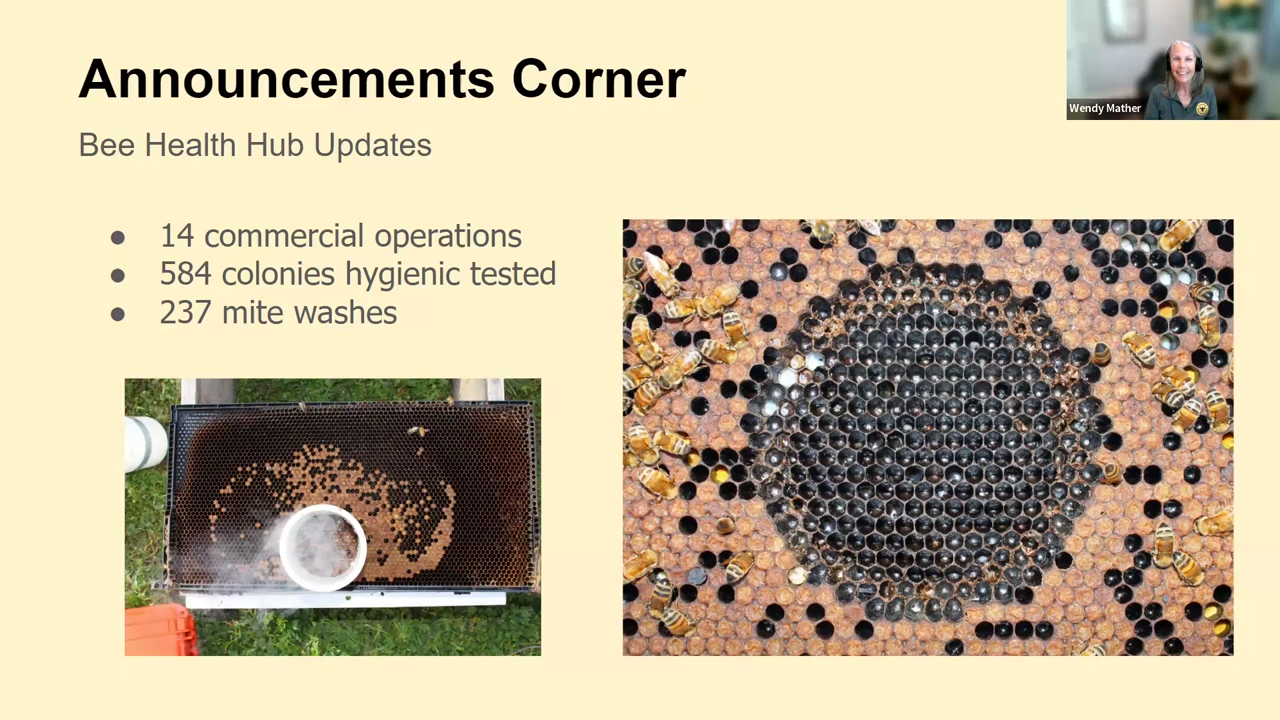 Announcements Corner
Wendy Mather
Bee Health Hub Updates
● 14 commercial operations
● 584 colonies hygienic tested
● 237 mite washes